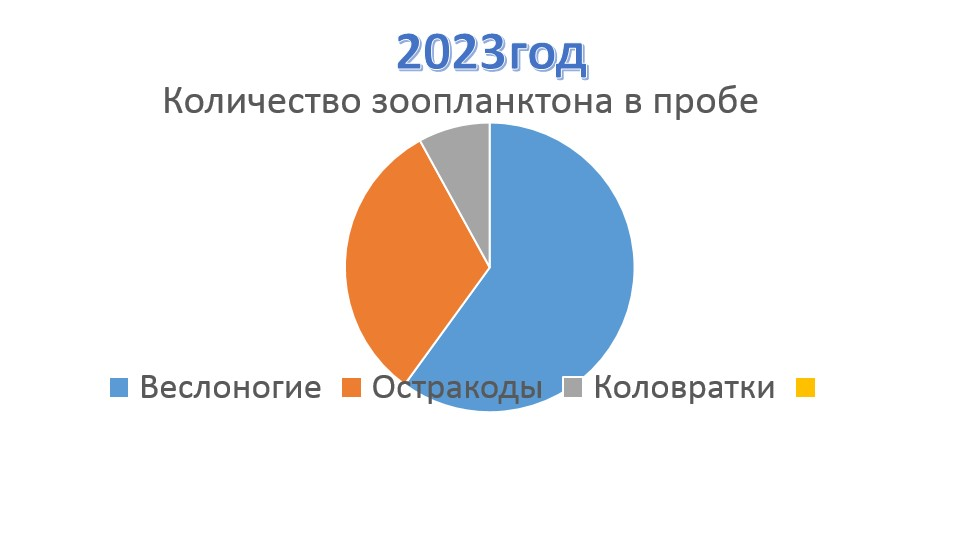 2023год
Количество зоопланктона в пробе
Веслоногие Остракоды Коловратки